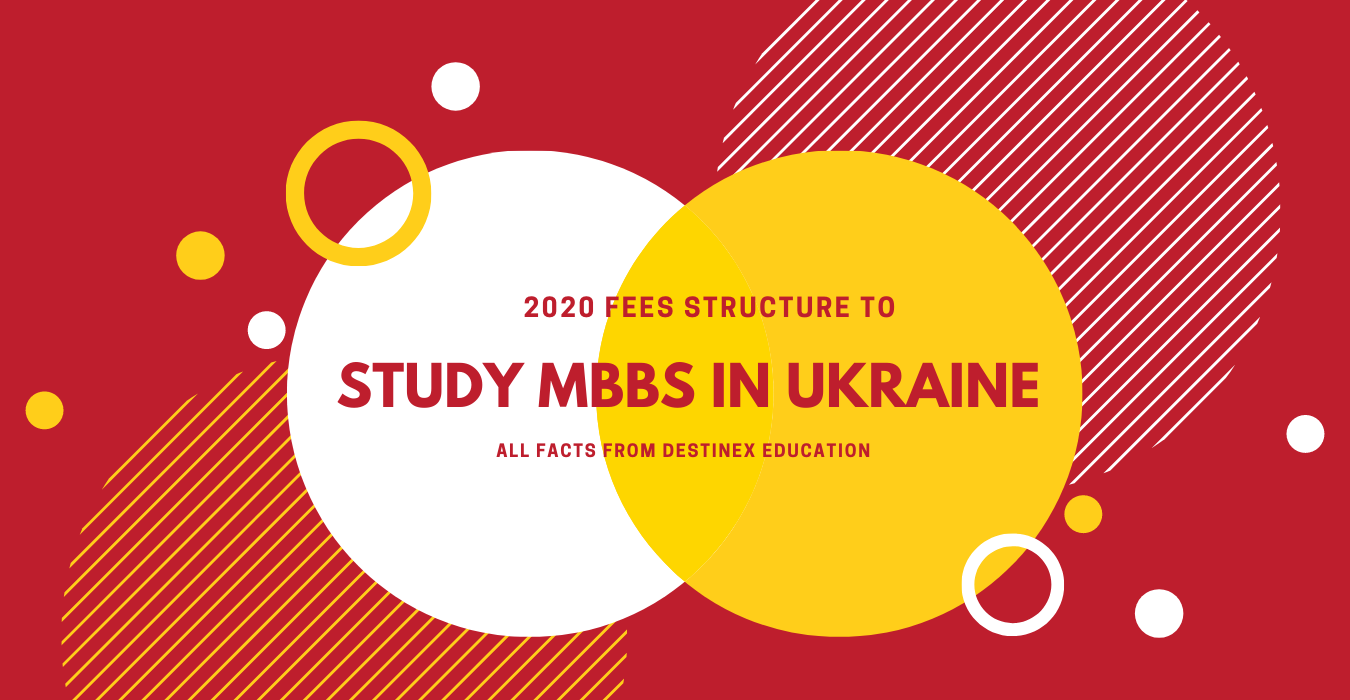 2020 FEES STRUCTURE TO
STUDY MBBS IN UKRAINE
ALL FACTS FROM DESTINEX EDUCATION